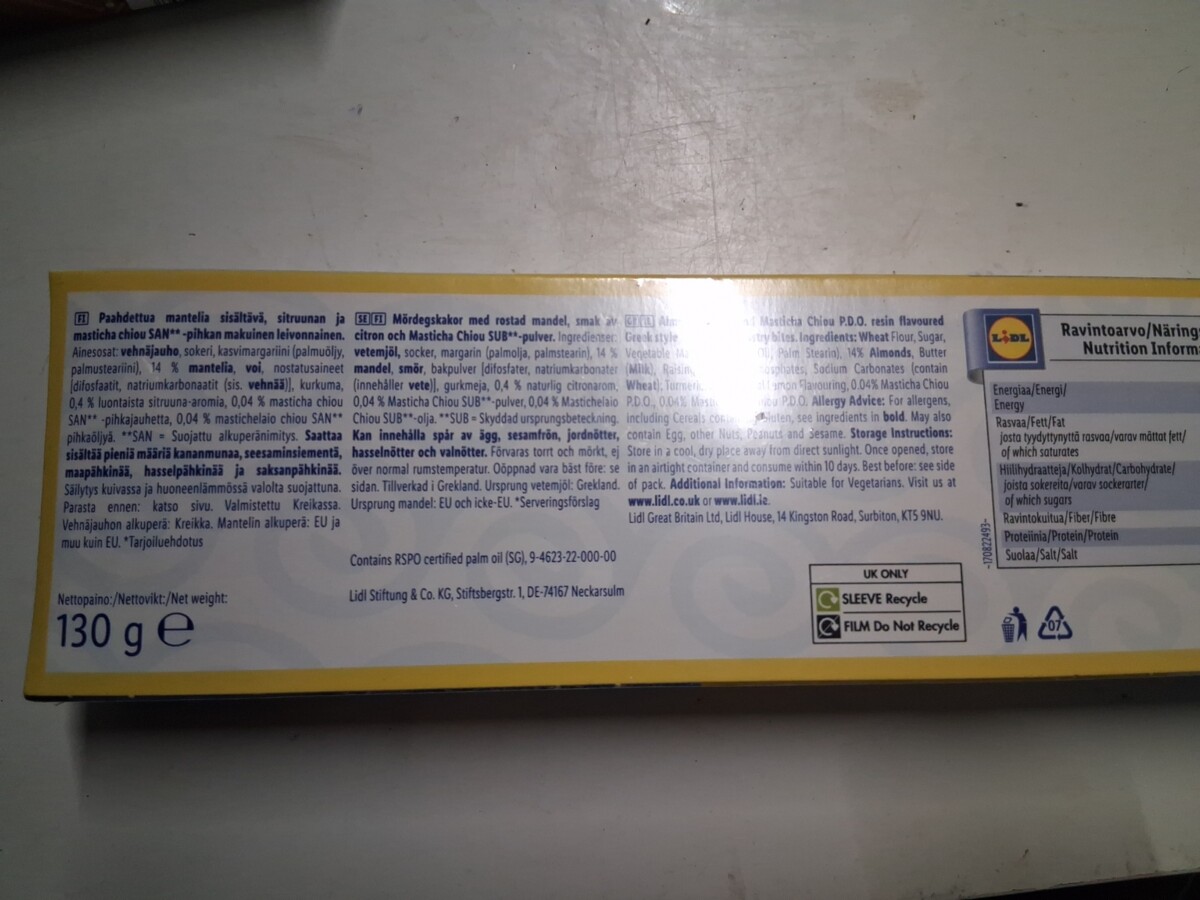 FI Paahdettua mantelia sisältävä, sitruunan ja
masticha chiou SAN** -pihkan makuinen leivonnainen.
Ainesosat: vehnäjauho, sokeri, kasvimargariini (palmuöljy,
palmusteariini), 14 % mantelia, voi, nostatusaineet
[difosfaatit, natriumkarbonaatit (sis. vehnää)], kurkuma,
0,4 % luontaista sitruuna-aromia, 0,04 % masticha chiou
SAN** -pihkajauhetta, 0,04 % mastichelaio chiou SAN**
pihkaöljyä. **SAN = Suojattu alkuperänimitys. Saattaa
sisältää pieniä määriä kananmunaa, seesaminsiementä,
maapähkinää, hasselpähkinää ja saksanpähkinää.
Säilytys kuivassa ja huoneenlämmössä valolta suojattuna.
Parasta ennen: katso sivu. Valmistettu Kreikassa.
Vehnäjauhon alkuperä: Kreikka. Mantelin alkuperä: EU ja
muu kuin EU. *Tarjoiluehdotus
Nettopaino:/Nettovikt:/Net weight:
130 g e
SE FI Mördegskakor med rostad mandel, smak av
citron och Masticha Chiou SUB**-pulver. Ingredienser:
vetemjöl, socker, margarin (palmolja, palmstearin), 14 %
mandel, smör, bakpulver [difosfater, natriumkarbonater
(innehåller vete)], gurkmeja, 0,4 % naturlig citronarom,
0,04 % Masticha Chiou SUB**-pulver, 0,04 % Mastichelaio
Chiou SUB**-olja. **SUB = Skyddad ursprungsbeteckning.
Kan innehålla spår av ägg, sesamfrön, jordnötter,
hasselnötter och valnötter. Förvaras torrt och mörkt, ej
över normal rumstemperatur. Oöppnad vara bäst före: se
sidan. Tillverkad i Grekland. Ursprung vetemjöl: Grekland.
Ursprung mandel: EU och icke-EU. *Serveringsförslag
Contains RSPO certified palm oil (SG), 9-4623-22-000-00
Lidl Stiftung & Co. KG, Stiftsbergstr. 1, DE-74167 Neckarsulm
Masticha Chiou P.D.O. resin flavoured
Greek style bites. Ingredients: Wheat Flour, Sugar,
Vegetable Palm Stearin), 14% Almonds, Butter
(Milk), Sodium Carbonates (contain
Wheat), Flavouring, 0.04% Masticha Chiou
P.D.O., 0.04% P.D.O. Allergy Advice: For allergens,
including Cereals Gluten, see ingredients in bold. May also
contain Egg, other Nuts, Peanuts and Sesame. Storage Instructions:
Store in a cool, dry place away from direct sunlight. Once opened, store
in an airtight container and consume within 10 days. Best before: see side
of pack. Additional Information: Suitable for Vegetarians. Visit us at
www.lidl.co.uk or www.lidl.ie.
Lidl Great Britain Ltd, Lidl House, 14 Kingston Road, Surbiton, KT5 9NU.
UK ONLY
SLEEVE Recycle
FILM Do Not Recycle
LIDL
Ravintoarvo/Näring
Nutrition Inform
Energiaa/Energi/
Energy
Rasvaa/Fett/Fat
josta tyydyttynyttä rasvaa/varav mättat fett/
of which saturates
Hiilihydraatteja/Kolhydrat/Carbohydrate/
joista sokereita/varav sockerarter/
of which sugars
Ravintokuitua/Fiber/Fibre
Proteiinia/Protein/Protein
Suolaa/Salt/Salt
-170822493-
07